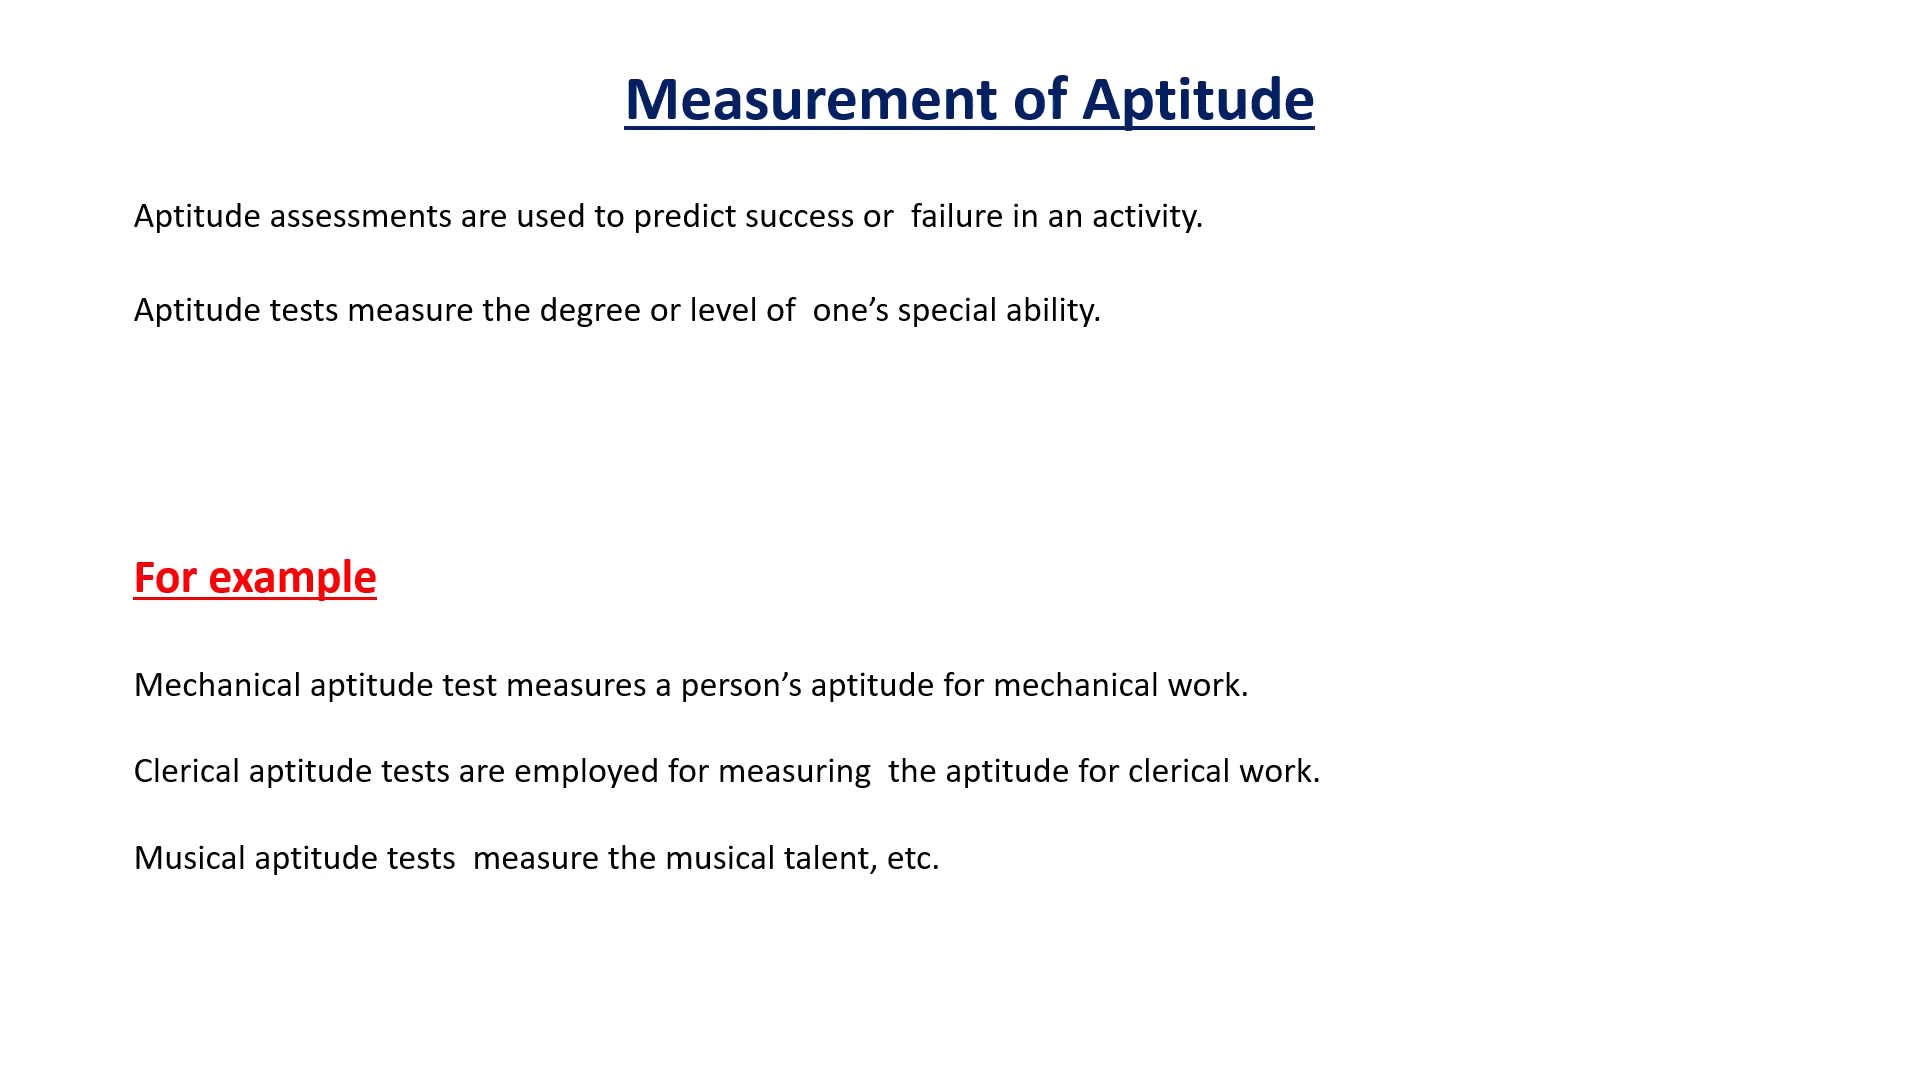 Measurement of Aptitude
Aptitude assessments are used to predict success or  failure in an activity.
Aptitude tests measure the degree or level of  one’s special ability.
For example
Mechanical aptitude test measures a person’s aptitude for mechanical work.
Clerical aptitude tests are employed for measuring  the aptitude for clerical work.
Musical aptitude tests  measure the musical talent, etc.